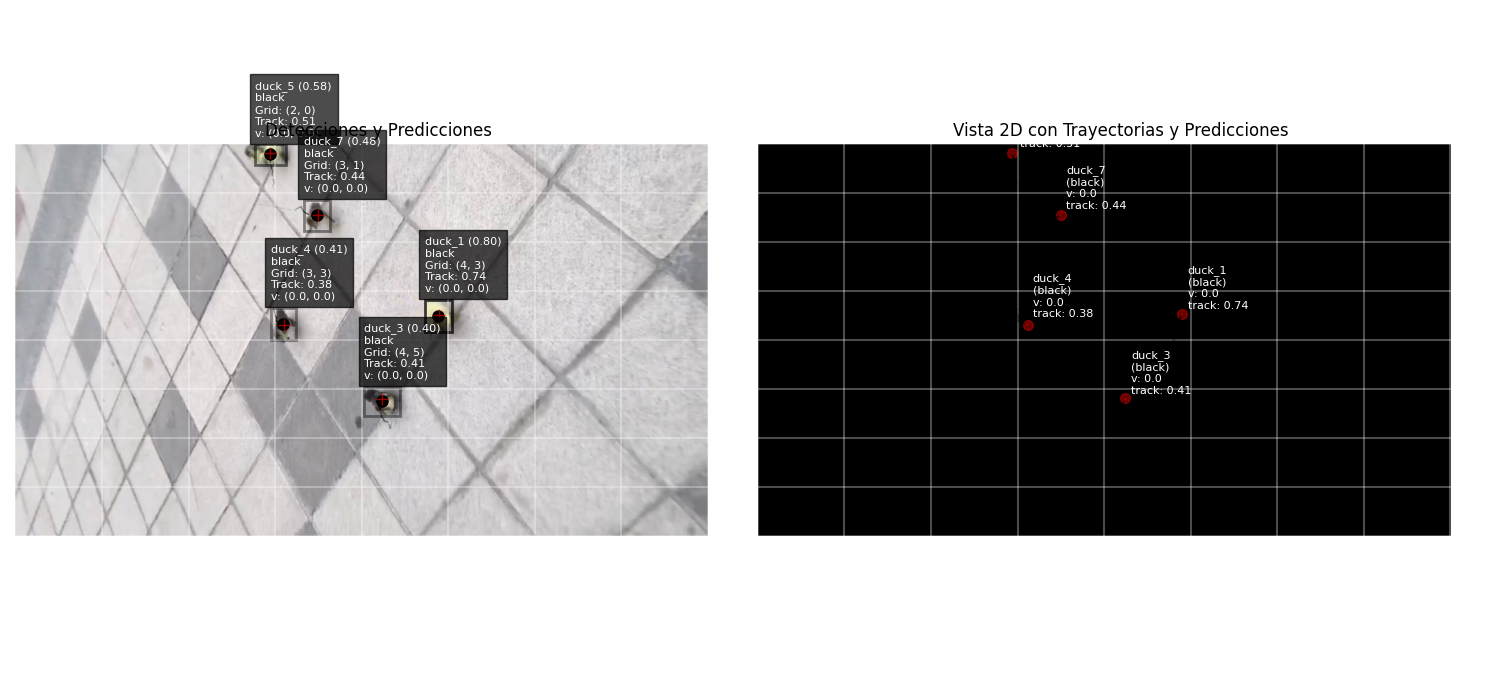 duck_5 (0.58)
black
Grid: (2, 0)
Track: 0.51
v: (0.0,
Detecciones y Predicciones
duck_7 (0.46)
black
Grid: (3, 1)
Track: 0.44
v: (0.0, 0.0)
duck_4 (0.41)
black
Grid: (3, 3)
Track: 0.38
v: (0.0, 0.0)
duck_1 (0.80)
black
Grid: (4, 3)
Track: 0.74
v: (0.0, 0.0)
duck_3 (0.40)
black
Grid: (4, 5)
Track: 0.41
v: (0.0, 0.0)
Vista 2D con Trayectorias y Predicciones
track: 0.51
duck_7
(black)
v: 0.0
track: 0.44
duck_4
(black)
v: 0.0
track: 0.38
duck_1
(black)
v: 0.0
track: 0.74
duck_3
(black)
v: 0.0
track: 0.41